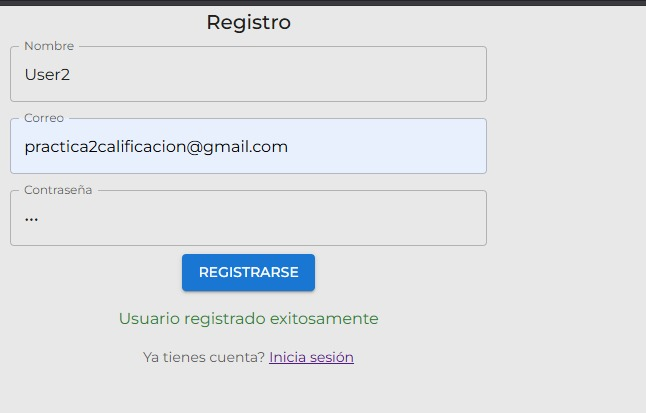 Registro
Nombre
User2
Correo
practica2calificacion@gmail.com
Contraseña
...
REGISTRARSE
Usuario registrado exitosamente
Ya tienes cuenta? Inicia sesión